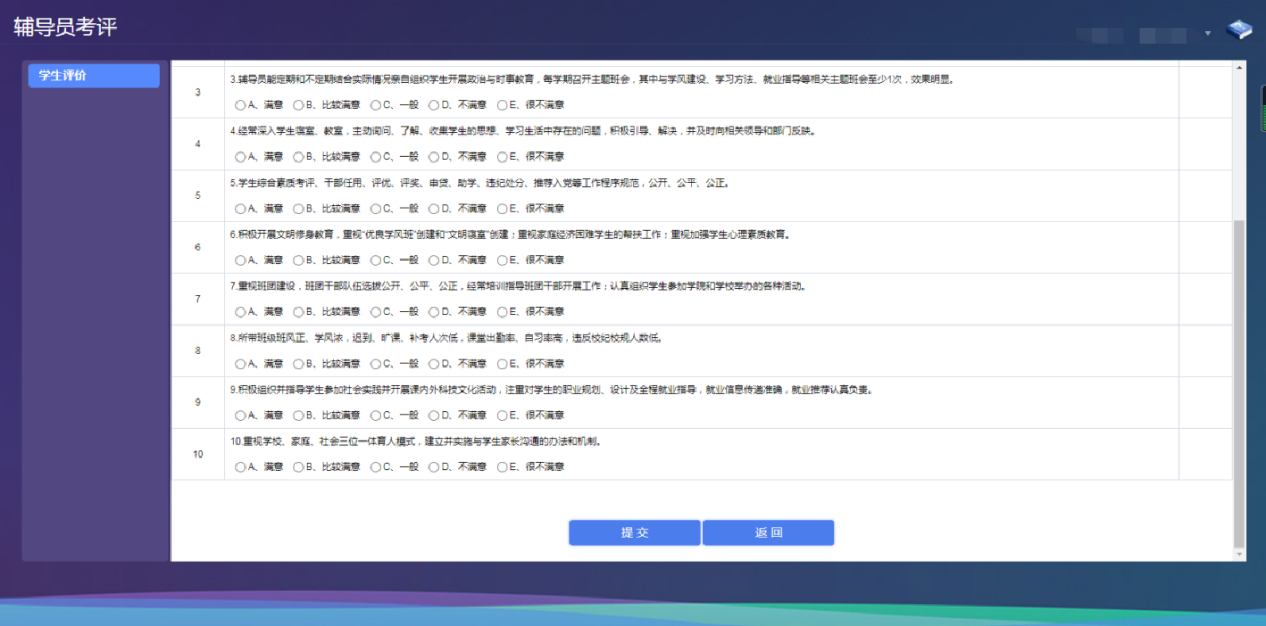 辅导员考评
学生评价
3
3.辅导员能定期和不定期结合实际情况亲自组织学生开展政治与时事教育，每学期召开主题班会，其中与学风建设、学习方法、就业指导等相关主题班会至少1次，效果明显。
A、满意 B、比较满意 C、一般 D、不满意 E、很不满意
4
4.经常深入学生寝室、教室，主动询问、了解、收集学生的思想、学习生活中存在的问题，积极引导、解决，并及时向相关领导和部门反映。
A、满意 B、比较满意 C、一般 D、不满意 E、很不满意
5
5.学生综合素质考评、干部任用、评优、评奖、申贷、助学、违纪处分、推荐入党等工作程序规范，公开、公平、公正。
A、满意 B、比较满意 C、一般 D、不满意 E、很不满意
6
6.积极开展文明修身教育，重视“优良学风班”创建和“文明寝室”创建；重视家庭经济困难学生的帮扶工作；重视加强学生心理素质教育。
A、满意 B、比较满意 C、一般 D、不满意 E、很不满意
7
7.重视班团建设，班团干部队伍选拔公开、公平、公正，经常培训指导班团干部开展工作；认真组织学生参加学院和学校举办的各种活动。
A、满意 B、比较满意 C、一般 D、不满意 E、很不满意
8
8.所带班级班风正、学风浓，迟到、旷课、补考人次低，课堂出勤率、自习率高，违反校纪校规人数低。
A、满意 B、比较满意 C、一般 D、不满意 E、很不满意
9
9.积极组织并指导学生参加社会实践并开展课内外科技文化活动，注重对学生的职业规划、设计及全程就业指导，就业信息传递准确，就业推荐认真负责。
A、满意 B、比较满意 C、一般 D、不满意 E、很不满意
10
10.重视学校、家庭、社会三位一体育人模式，建立并实施与学生家长沟通的办法和机制。
A、满意 B、比较满意 C、一般 D、不满意 E、很不满意
提交 返回